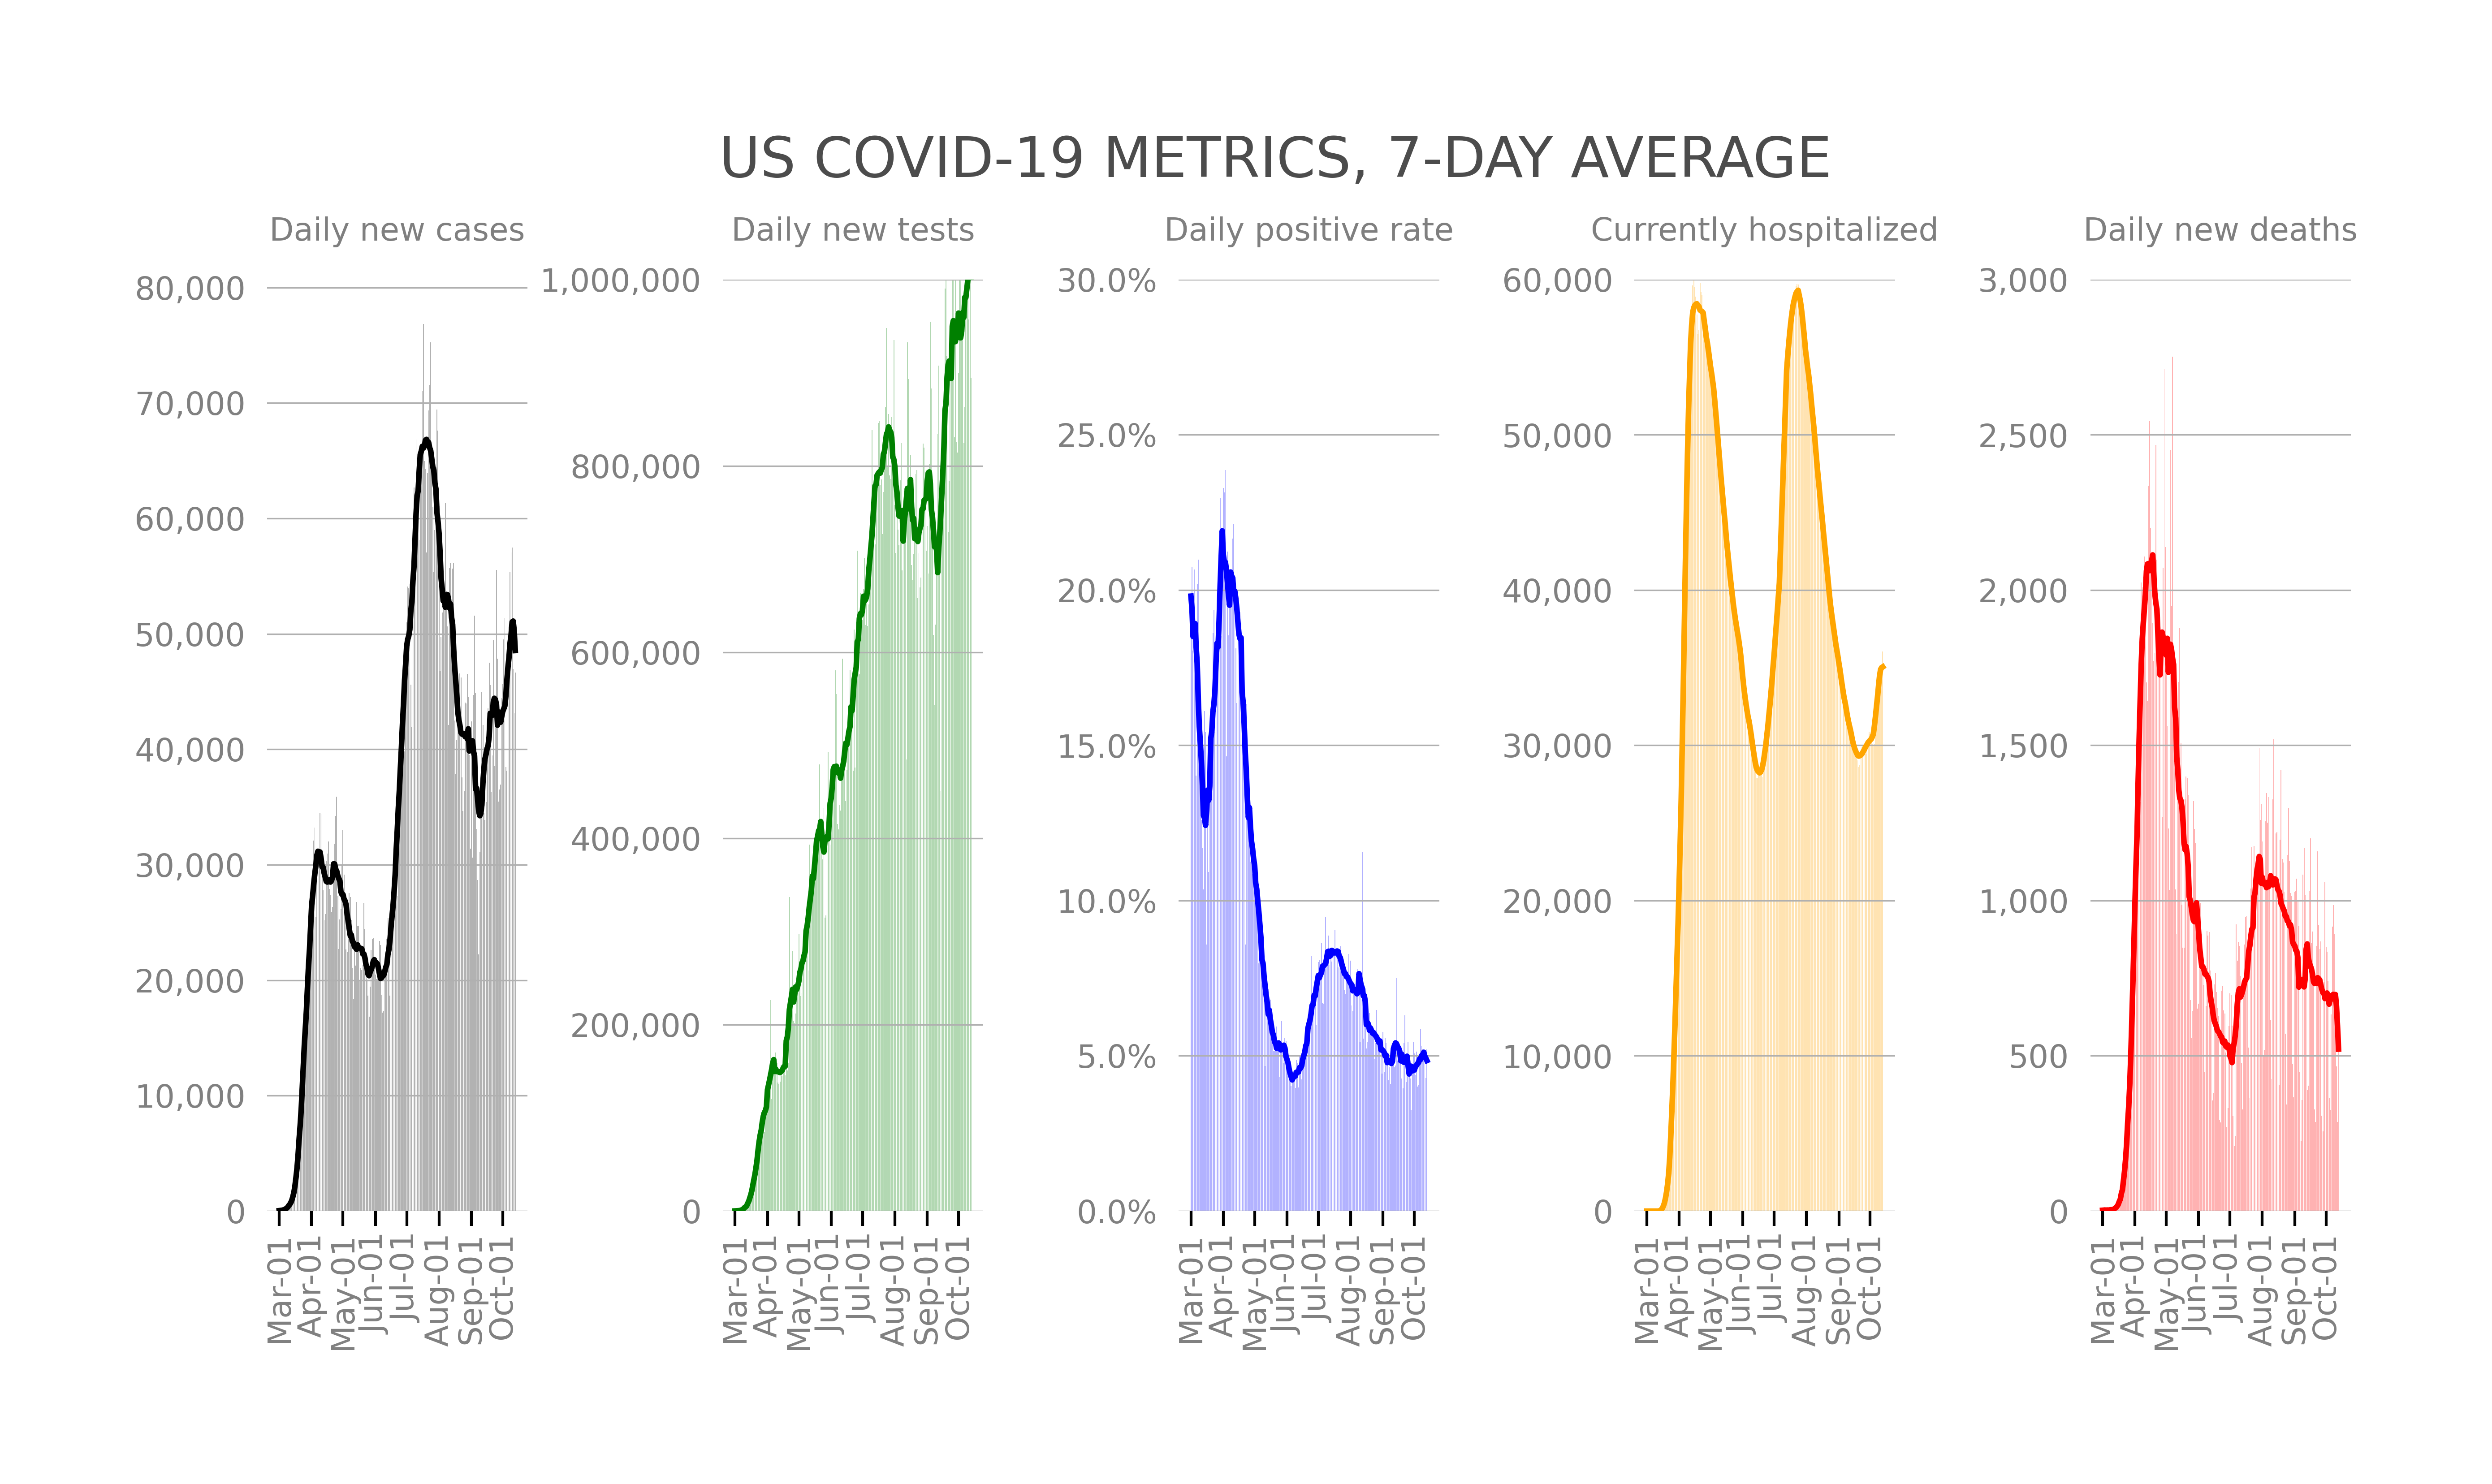 US COVID-19 METRICS, 7-DAY AVERAGE
Daily new cases
80,000
70,000
60,000
50,000
40,000
30,000
20,000
10,000
0
Mar-01
Apr-01
May-01
Jun-01
Jul-01
Aug-01
Sep-01
Oct-01
Daily new tests
1,000,000
800,000
600,000
400,000
200,000
0
Mar-01
Apr-01
May-01
Jun-01
Jul-01
Aug-01
Sep-01
Oct-01
Daily positive rate
30.0%
25.0%
20.0%
15.0%
10.0%
5.0%
0.0%
Mar-01
Apr-01
May-01
Jun-01
Jul-01
Aug-01
Sep-01
Oct-01
Currently hospitalized
60,000
50,000
40,000
30,000
20,000
10,000
0
Mar-01
Apr-01
May-01
Jun-01
Jul-01
Aug-01
Sep-01
Oct-01
Daily new deaths
3,000
2,500
2,000
1,500
1,000
500
0
Mar-01
Apr-01
May-01
Jun-01
Jul-01
Aug-01
Sep-01
Oct-01